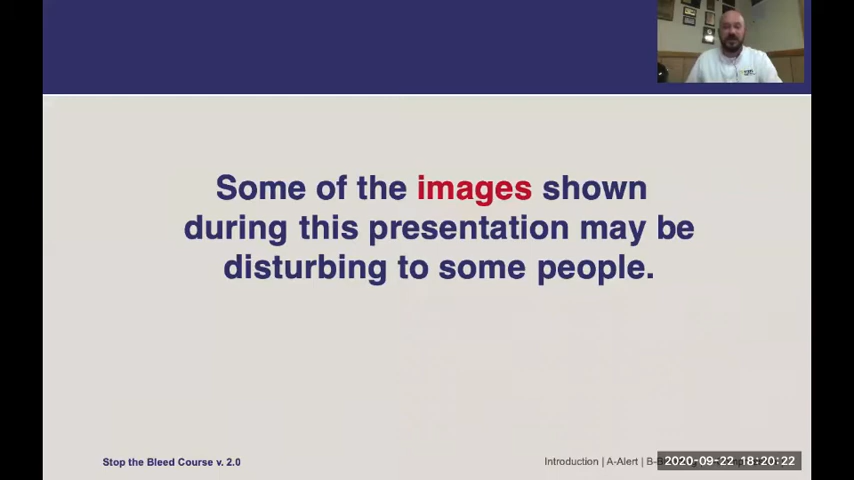 Some of the images shown
during this presentation may be
disturbing to some people.
Stop the Bleed Course v. 2.0
Introduction | A-Alert |
2020-09-22 18:20:22